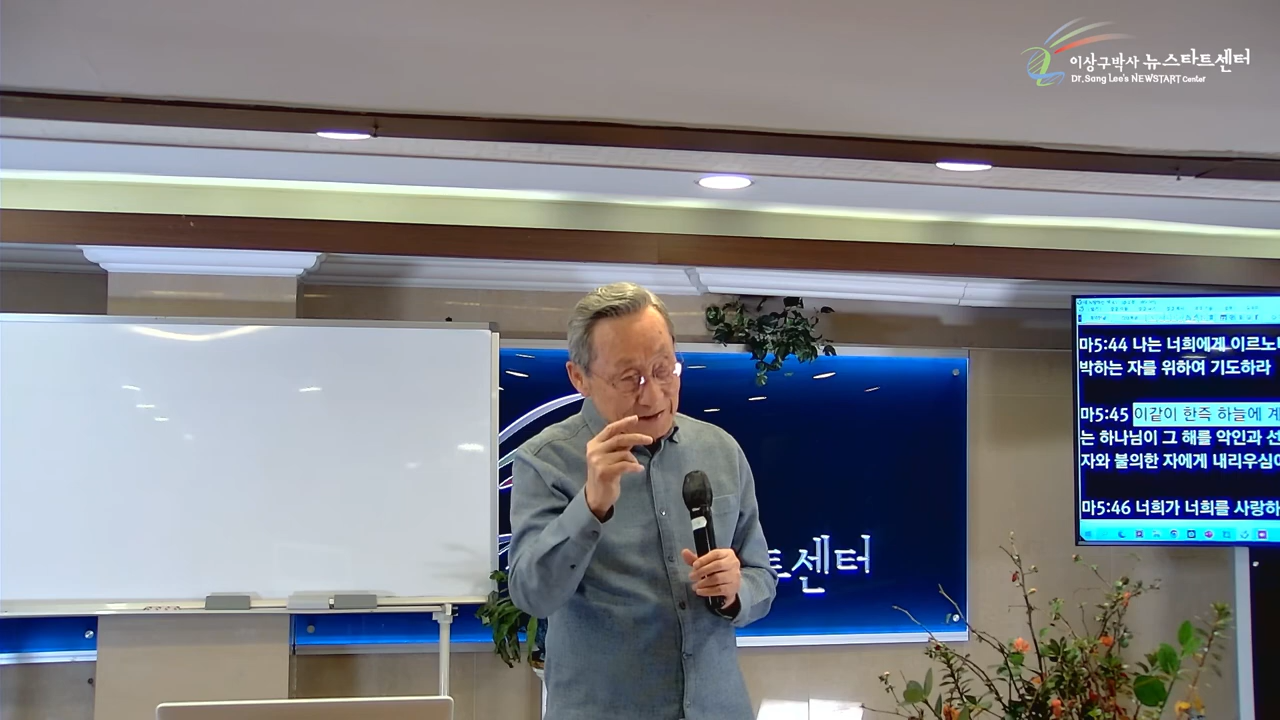 이상구박사 뉴스타트센터
Dr. Sang Lee's NEWSTART Center
마5:44 나는 너희에게 이르노니
박하는 자를 위하여 기도하라
마5:45 이같이 한즉 하늘에 계
는 하나님이 그 해를 악인과 선
자와 불의한 자에게 내리우심이
마5:46 너희가 너희를 사랑하
트센터